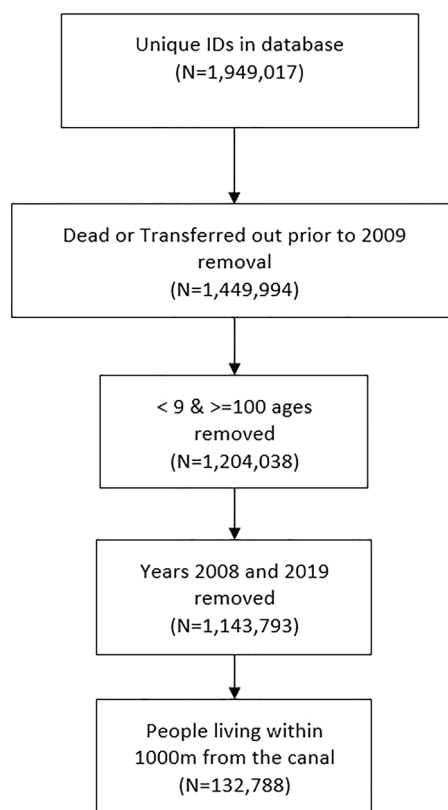 Unique IDs in database
(N=1,949,017)
Dead or Transferred out prior to 2009
removal
(N=1,449,994)
< 9 & >=100 ages
removed
(N=1,204,038)
Years 2008 and 2019
removed
(N=1,143,793)
People living within
1000m from the canal
(N=132,788)